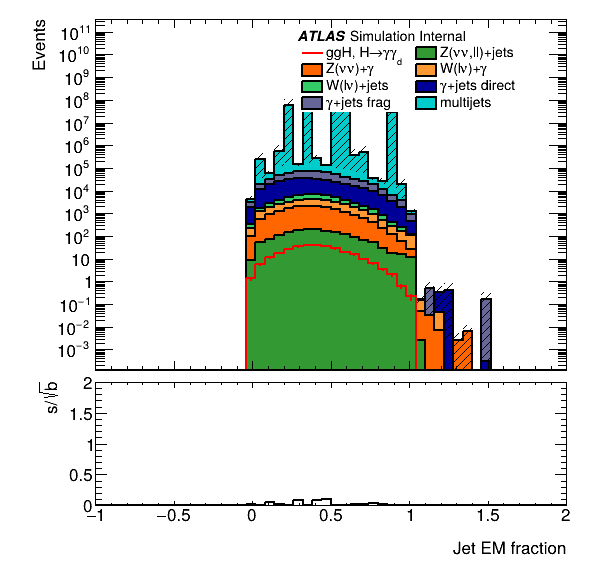 Events
ATLAS Simulation Internal
ggH, H→γγ_d Z(νν,ll)+jets
Z(νν)+γ W(lν)+γ
W(lν)+jets γ+jets direct
γ+jets frag multijets
10^11
10^10
10^9
10^8
10^7
10^6
10^5
10^4
10^3
10^2
10
1
10^−1
10^−2
10^−3
s/√b
2
1.5
1
0.5
0
−1 −0.5 0 0.5 1 1.5 2
Jet EM fraction